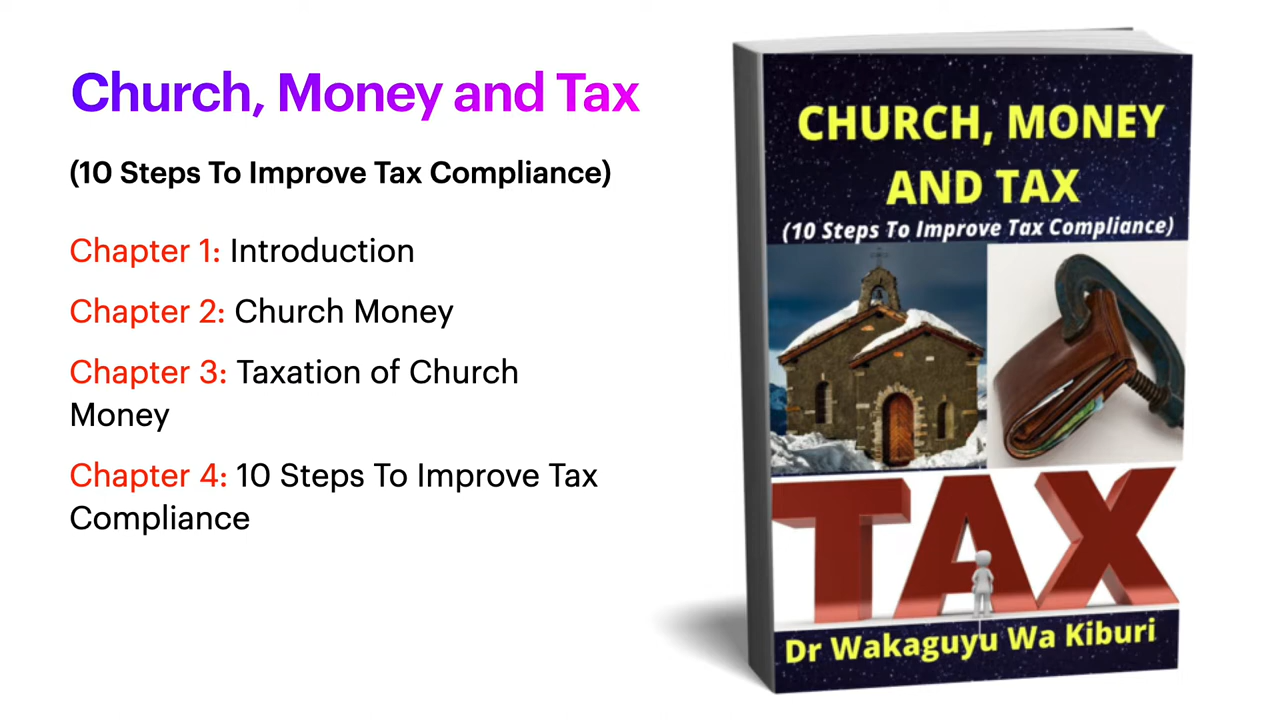 Church, Money and Tax
(10 Steps To Improve Tax Compliance)
Chapter 1: Introduction
Chapter 2: Church Money
Chapter 3: Taxation of Church
Money
Chapter 4: 10 Steps To Improve Tax
Compliance
CHURCH, MONEY
AND TAX
(10 Steps To Improve Tax Compliance)
TAX
Dr Wakaguyu Wa Kiburi